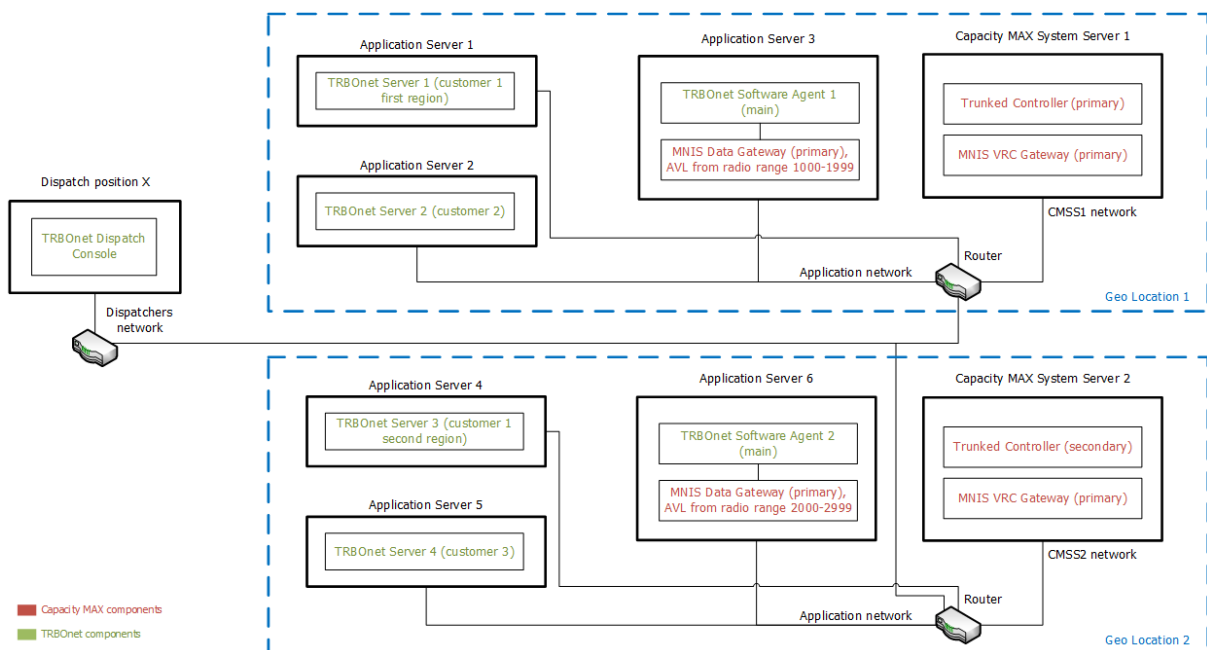 Application Server 1
TRBOnet Server 1 (customer 1
first region)
Application Server 2
TRBOnet Server 2 (customer 2)
Application Server 3
TRBOnet Software Agent 1
(main)
MNIS Data Gateway (primary),
AVL from radio range 1000-1999
Capacity MAX System Server 1
Trunked Controller (primary)
MNIS VRC Gateway (primary)
CMSS1 network
Router
Application network
Geo Location 1
Dispatch position X
TRBOnet Dispatch
Console
Dispatchers
network
Application Server 4
TRBOnet Server 3 (customer 1
second region)
Application Server 5
TRBOnet Server 4 (customer 3)
Application Server 6
TRBOnet Software Agent 2
(main)
MNIS Data Gateway (primary),
AVL from radio range 2000-2999
Capacity MAX System Server 2
Trunked Controller (secondary)
MNIS VRC Gateway (primary)
CMSS2 network
Router
Application network
Geo Location 2
Capacity MAX components
TRBOnet components